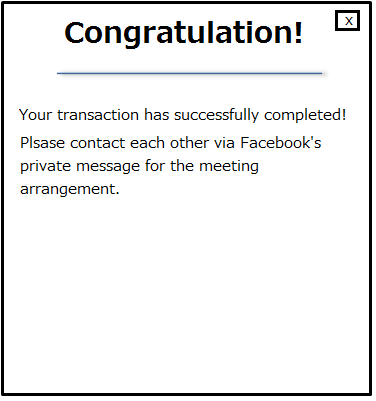 Congratulation!
x
Your transaction has successfully completed!
Plsase contact each other via Facebook's
private message for the meeting
arrangement.